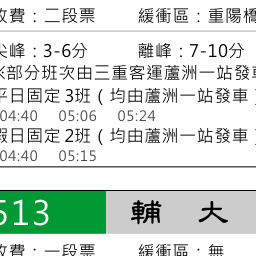 收費：二段票 緩衝區：重陽橋
尖峰：3-6分 離峰：7-10分
※部分班次由三重客運蘆洲一站發車
平日固定3班（均由蘆洲一站發車）
04:40 05:06 05:24
假日固定2班（均由蘆洲一站發車）
04:40 05:15
513 輔大
收費：一段票 緩衝區：無